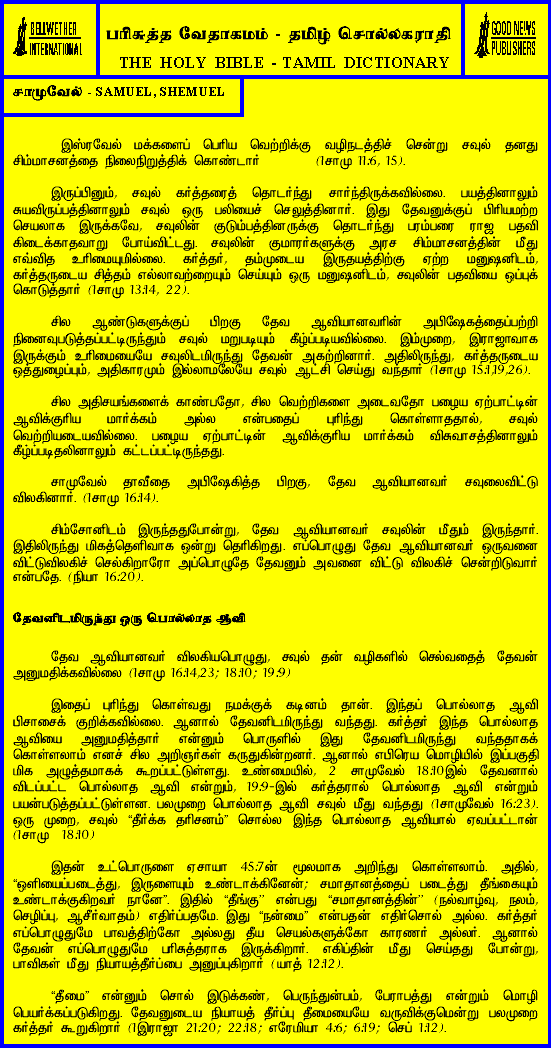 BELLWETHER
INTERNATIONAL
பரிசுத்த வேதாகமம் - தமிழ் சொல்லகராதி
THE HOLY BIBLE - TAMIL DICTIONARY
GOOD NEWS
PUBLISHERS
சாமுவேல் - SAMUEL, SHEMUEL
இஸ்ரவேல் மக்களைப் பெரிய வெற்றிக்கு வழிநடத்திச் சென்று சவுல் தனது
சிம்மாசனத்தை நிலைநிறுத்திக் கொண்டார் (1சாமு 11:6, 15).
இருப்பினும், சவுல் கர்த்தரைத் தொடர்ந்து சார்ந்திருக்கவில்லை. பயத்தினாலும்
சுயவிருப்பத்தினாலும் சவுல் ஒரு பலியைச் செலுத்தினார். இது தேவனுக்குப் பிரியமற்ற
செயலாக இருக்கவே, சவுலின் குடும்பத்தினருக்கு தொடர்ந்து பரம்பரை ராஜ பதவி
கிடைக்காதவாறு போய்விட்டது. சவுலின் குமாரர்களுக்கு அரச சிம்மாசனத்தின் மீது
எவ்வித உரிமையுமில்லை. கர்த்தர், தம்முடைய இருதயத்திற்கு ஏற்ற மனுஷனிடம்,
கர்த்தருடைய சித்தம் எல்லாவற்றையும் செய்யும் ஒரு மனுஷனிடம், சவுலின் பதவியை ஒப்புக்
கொடுத்தார் (1சாமு 13:14, 22).
சில ஆண்டுகளுக்குப் பிறகு தேவ ஆவியானவரின் அபிஷேகத்தைப்பற்றி
நினைவுபடுத்தப்பட்டிருந்தும் சவுல் மறுபடியும் கீழ்ப்படியவில்லை. இம்முறை, இராஜாவாக
இருக்கும் உரிமையையே சவுலிடமிருந்து தேவன் அகற்றினார். அதிலிருந்து, கர்த்தருடைய
ஒத்துழைப்பும், அதிகாரமும் இல்லாமலேயே சவுல் ஆட்சி செய்து வந்தார் (1சாமு 15:1,19,26).
சில அதிசயங்களைக் காண்பதோ, சில வெற்றிகளை அடைவதோ பழைய ஏற்பாட்டின்
ஆவிக்குரிய மார்க்கம் அல்ல என்பதைப் புரிந்து கொள்ளாததால், சவுல்
வெற்றியடையவில்லை. பழைய ஏற்பாட்டின் ஆவிக்குரிய மார்க்கம் விசுவாசத்தினாலும்
கீழ்ப்படிதலினாலும் கட்டப்பட்டிருந்தது.
சாமுவேல் தாவீதை அபிஷேகித்த பிறகு, தேவ ஆவியானவர் சவுலைவிட்டு
விலகினார். (1சாமு 16:14).
சிம்சோனிடம் இருந்ததுபோன்று, தேவ ஆவியானவர் சவுலின் மீதும் இருந்தார்.
இதிலிருந்து மிகத்தெளிவாக ஒன்று தெரிகிறது. எப்பொழுது தேவ ஆவியானவர் ஒருவனை
விட்டுவிலகிச் செல்கிறாரோ அப்பொழுதே தேவனும் அவனை விட்டு விலகிச் சென்றிடுவார்
என்பதே. (நியா 16:20).
தேவனிடமிருந்து ஒரு பொல்லாத ஆவி
தேவ ஆவியானவர் விலகியபொழுது, சவுல் தன் வழிகளில் செல்வதைத் தேவன்
அனுமதிக்கவில்லை (1சாமு 16:14,23; 18:10; 19:9)
இதைப் புரிந்து கொள்வது நமக்குக் கடினம் தான். இந்தப் பொல்லாத ஆவி
பிசாசைக் குறிக்கவில்லை. ஆனால் தேவனிடமிருந்து வந்தது. கர்த்தர் இந்த பொல்லாத
ஆவியை அனுமதித்தார் என்னும் பொருளில் இது தேவனிடமிருந்து வந்ததாகக்
கொள்ளலாம் எனச் சில அறிஞர்கள் கருதுகின்றனர். ஆனால் எபிரெய மொழியில் இப்பகுதி
மிக அழுத்தமாகக் கூறப்பட்டுள்ளது. உண்மையில், 2 சாமுவேல் 18:10இல் தேவனால்
விடப்பட்ட பொல்லாத ஆவி என்றும், 19:9-இல் கர்த்தரால் பொல்லாத ஆவி என்றும்
பயன்படுத்தப்பட்டுள்ளன. பலமுறை பொல்லாத ஆவி சவுல் மீது வந்தது (1சாமுவேல் 16:23).
ஒரு முறை, சவுல் “தீர்க்க தரிசனம்” சொல்ல இந்த பொல்லாத ஆவியால் ஏவப்பட்டான்
(1சாமு 18:10)
இதன் உட்பொருளை ஏசாயா 45:7ன் மூலமாக அறிந்து கொள்ளலாம். அதில்,
“ஒளியைப்படைத்து, இருளையும் உண்டாக்கினேன்; சமாதானத்தைப் படைத்து தீங்கையும்
உண்டாக்குகிறவர் நானே”. இதில் “தீங்கு” என்பது “சமாதானத்தின்” (நல்வாழ்வு, நலம்,
செழிப்பு, ஆசீர்வாதம்) எதிர்ப்பதமே. இது “நன்மை” என்பதன் எதிர்சொல் அல்ல. கர்த்தர்
எப்பொழுதுமே பாவத்திற்கோ அல்லது தீய செயல்களுக்கோ காரணர் அல்லர். ஆனால்
தேவன் எப்பொழுதுமே பரிசுத்தராக இருக்கிறார். எகிப்தின் மீது செய்தது போன்று,
பாவிகள் மீது நியாயத்தீர்ப்பை அனுப்புகிறார் (யாத் 12:12).
“தீமை” என்னும் சொல் இடுக்கண், பெருந்துன்பம், பேராபத்து என்றும் மொழி
பெயர்க்கப்படுகிறது. தேவனுடைய நியாயத் தீர்ப்பு தீமையையே வருவிக்குமென்று பலமுறை
கர்த்தர் கூறுகிறார் (1இராஜா 21:20; 22:18; எரேமியா 4:6; 6:19; செப் 1:12).